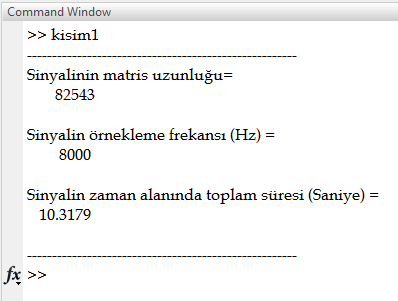 Command Window
>> kisim1
------------------------------------------------------
Sinyalinin matris uzunluğu=
82543
Sinyalin örnekleme frekansı (Hz) =
8000
Sinyalin zaman alanında toplam süresi (Saniye) =
10.3179
------------------------------------------------------
fx >>